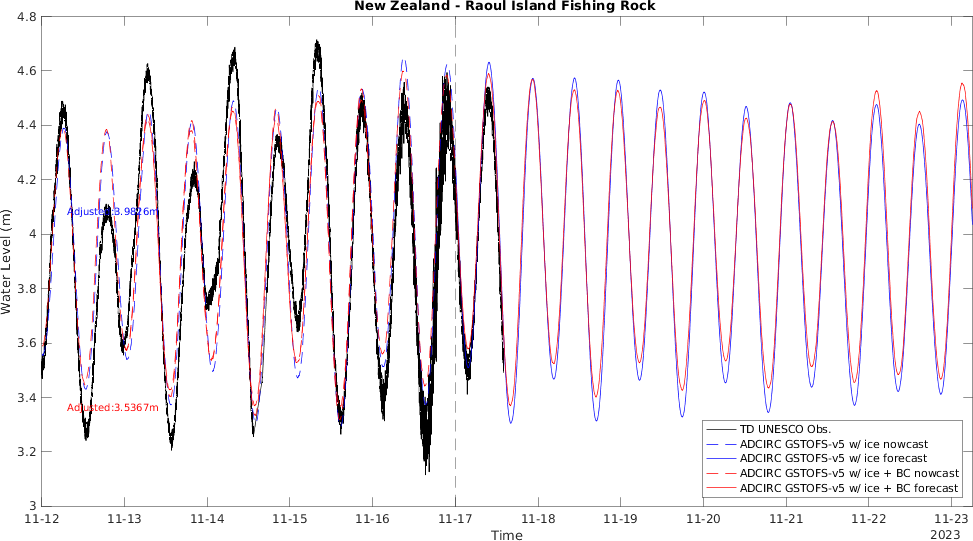 New Zealand - Raoul Island Fishing Rock
4.8
4.6
4.4
4.2
4
3.8
3.6
3.4
3.2
3
Water Level (m)
Adjusted:3.9826m
Adjusted:3.5367m
TD UNESCO Obs.
ADCIRC GSTOFS-v5 w/ ice nowcast
ADCIRC GSTOFS-v5 w/ ice forecast
ADCIRC GSTOFS-v5 w/ ice + BC nowcast
ADCIRC GSTOFS-v5 w/ ice + BC forecast
11-12 11-13 11-14 11-15 11-16 11-17 11-18 11-19 11-20 11-21 11-22 11-23
Time 2023